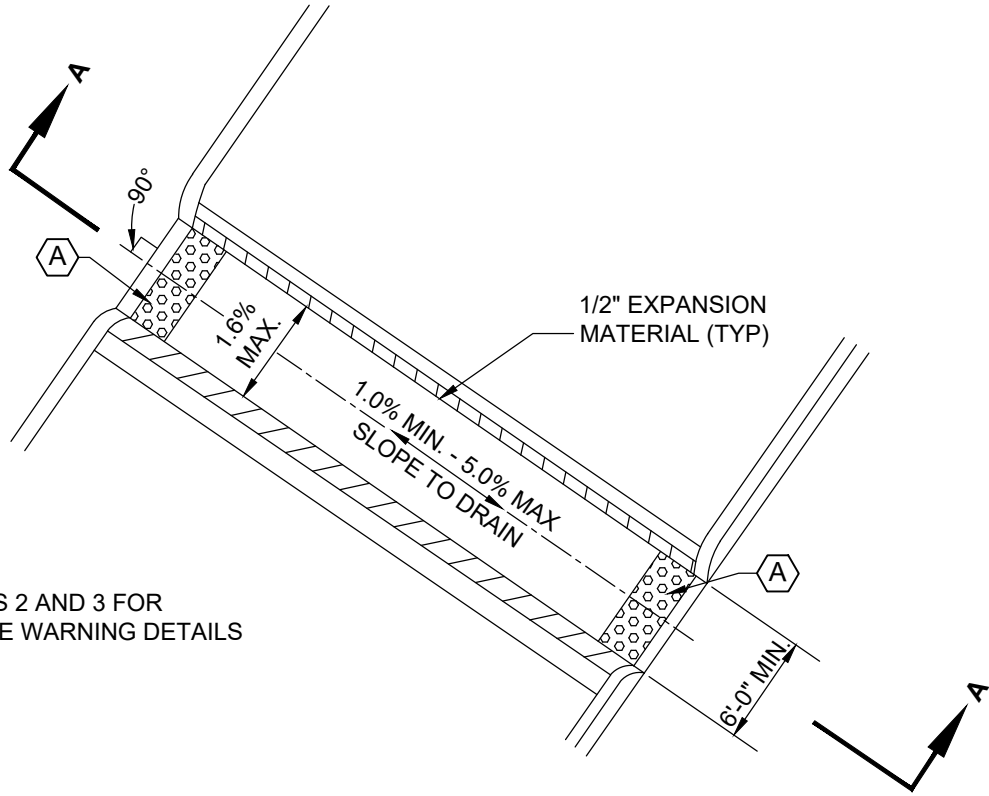 A
90°
A
1.6%
MAX.
1/2" EXPANSION
MATERIAL (TYP)
1.0% MIN. - 5.0% MAX
SLOPE TO DRAIN
A
S 2 AND 3 FOR
E WARNING DETAILS
6'-0" MIN.
A